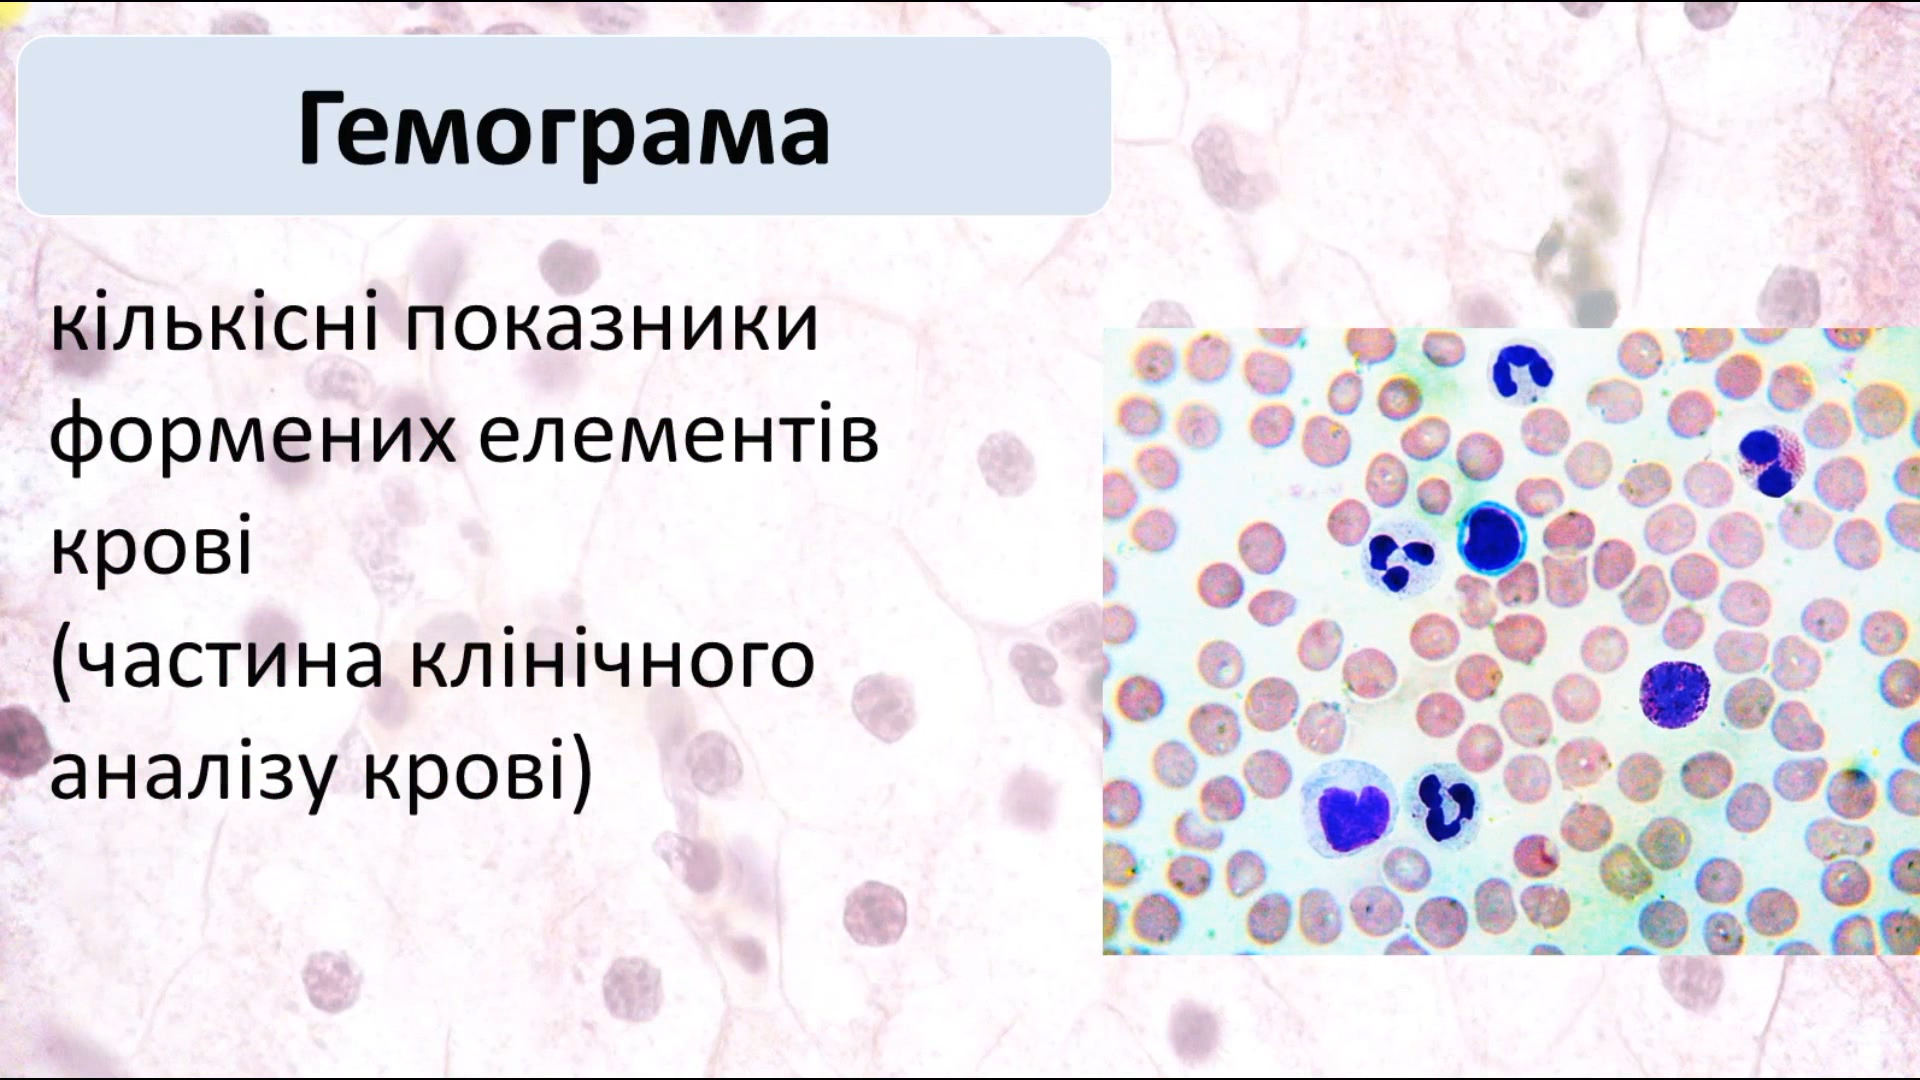 Гемограма
кількісні показники
формених елементів
крові
(частина клінічного
аналізу крові)